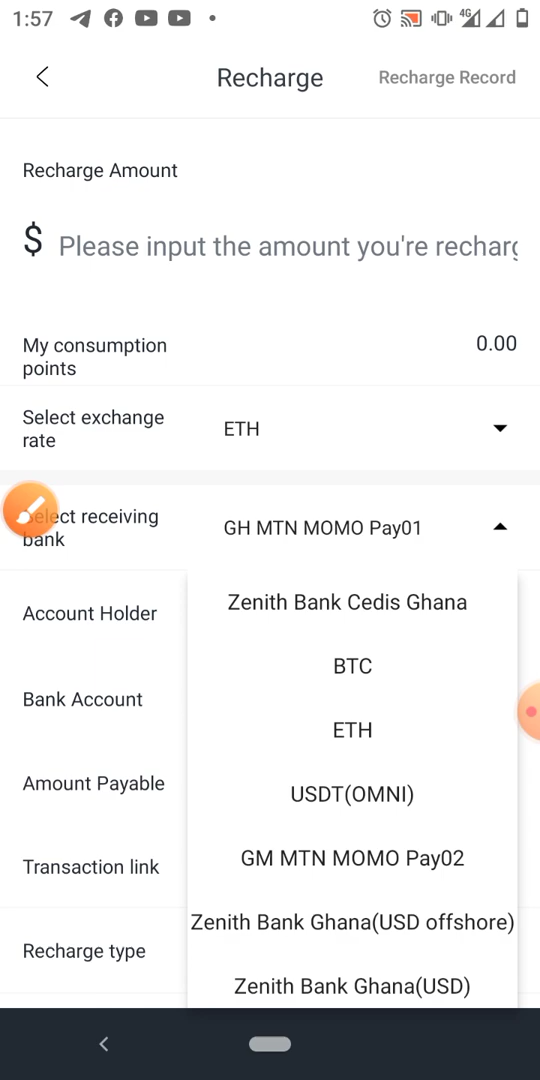 1:57
4G
Recharge
Recharge Record
Recharge Amount
$ Please input the amount you're recharg
My consumption
points
0.00
Select exchange
rate
ETH
elect receiving
bank
GH MTN MOMO Pay01
Account Holder
Zenith Bank Cedis Ghana
BTC
Bank Account
ETH
Amount Payable
USDT(OMNI)
Transaction link
GM MTN MOMO Pay02
Recharge type
Zenith Bank Ghana(USD offshore)
Zenith Bank Ghana(USD)